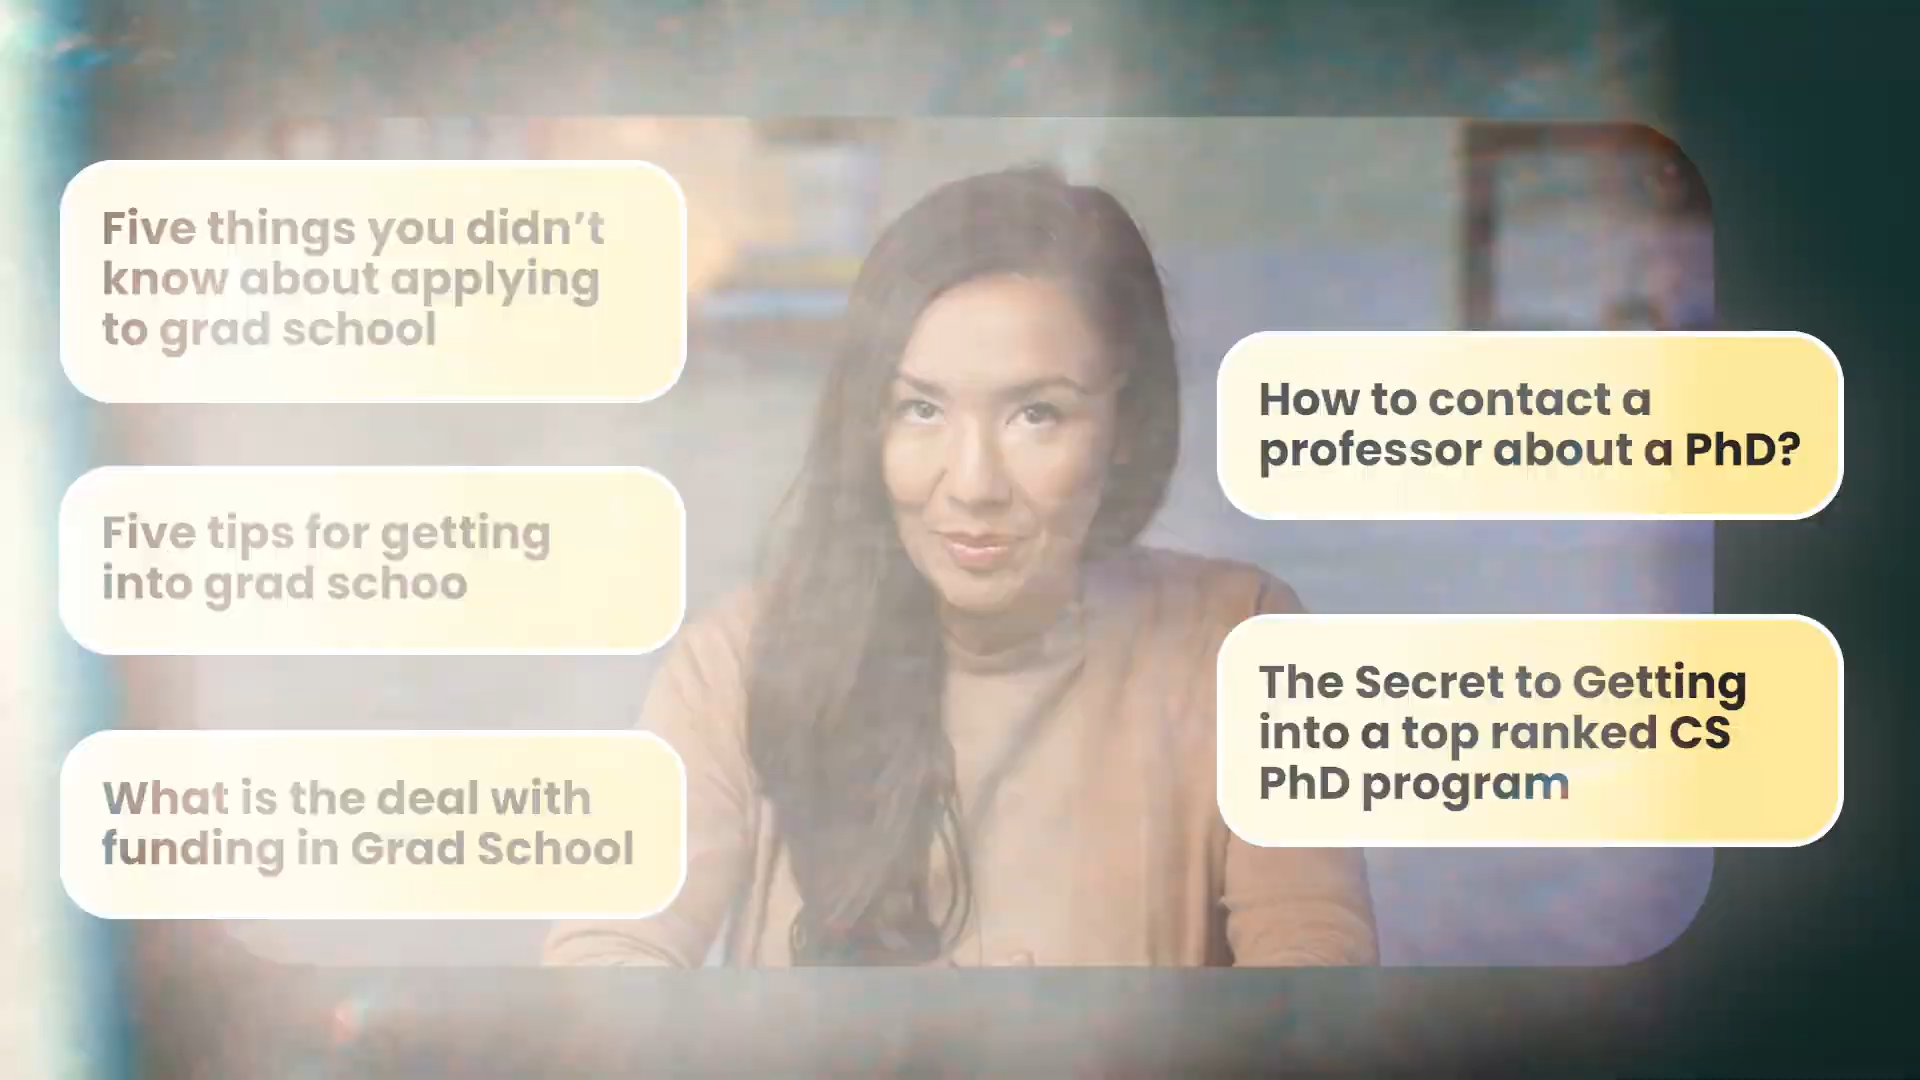 Five things you didn’t
know about applying
to grad school
Five tips for getting
into grad schoo
What is the deal with
funding in Grad School
How to contact a
professor about a PhD?
The Secret to Getting
into a top ranked CS
PhD program